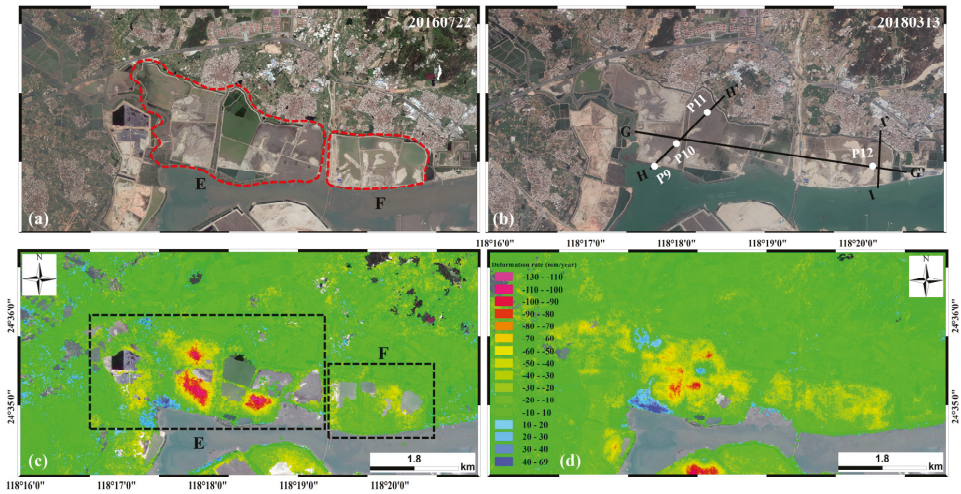 20160722
E
F
(a)
20180313
H'
P11
I'
G
P10
P12
H
P9
G'
I
(b)
118°16'0"
118°17'0"
118°18'0"
118°19'0"
118°20'0"
N
F
E
(c)
1.8
km
24°36'0"
24°35'0"
118°16'0"
118°17'0"
118°18'0"
118°19'0"
118°20'0"
Deformation rate (mm/year)
-130 - -110
-110 - -100
-100 - -90
-90 - -80
-80 - -70
-70 60
-60 - -50
-50 - -40
-40 - -30
-30 - -20
-20 - -10
-10 - 10
10 - 20
20 - 30
30 - 40
40 - 69
N
(d)
1.8
km
24°36'0"
24°35'0"